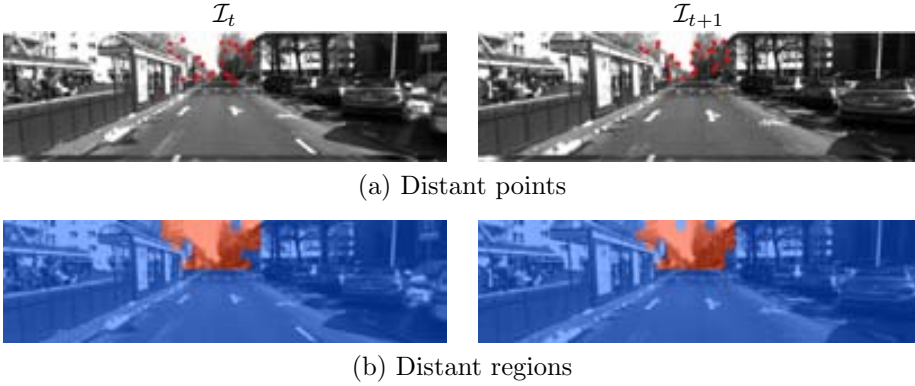 I_t I_{t+1}
(a) Distant points
(b) Distant regions